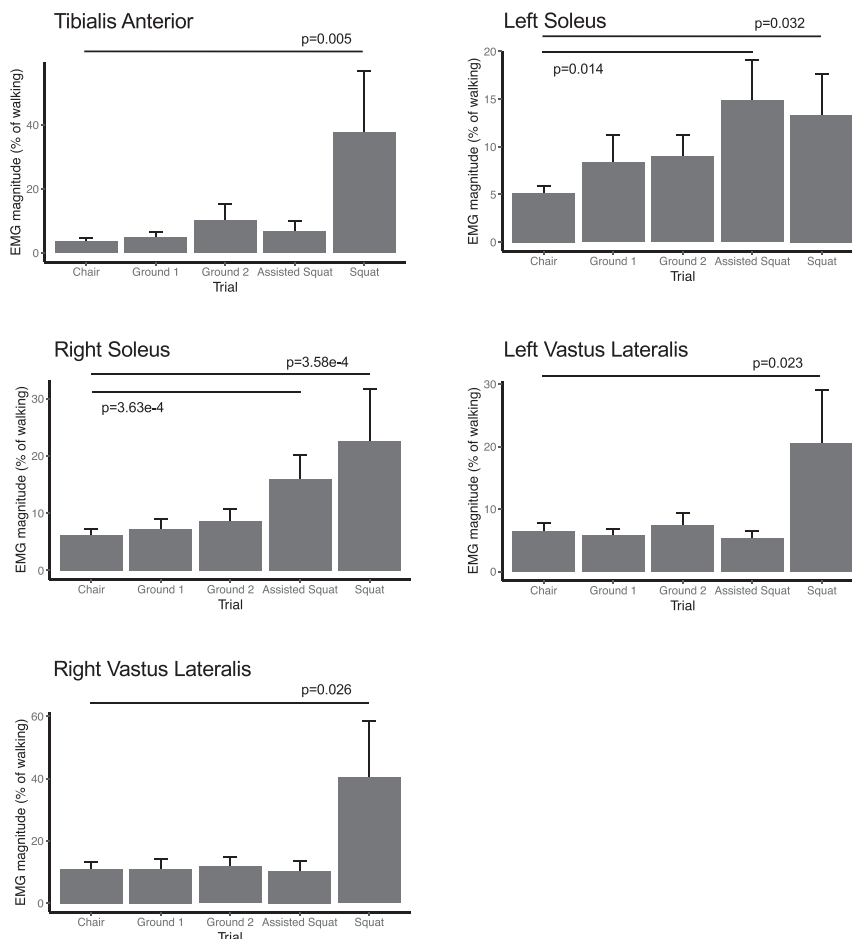 Tibialis Anterior
p=0.005
EMG magnitude (% of walking)
40
20
0
Chair Ground 1 Ground 2 Assisted Squat Squat
Trial
Left Soleus
p=0.032
p=0.014
EMG magnitude (% of walking)
20
15
10
5
0
Chair Ground 1 Ground 2 Assisted Squat Squat
Trial
Right Soleus
p=3.58e-4
p=3.63e-4
EMG magnitude (% of walking)
30
20
10
0
Chair Ground 1 Ground 2 Assisted Squat Squat
Trial
Left Vastus Lateralis
p=0.023
EMG magnitude (% of walking)
30
20
10
0
Chair Ground 1 Ground 2 Assisted Squat Squat
Trial
Right Vastus Lateralis
p=0.026
EMG magnitude (% of walking)
60
40
20
0
Chair Ground 1 Ground 2 Assisted Squat Squat
Trial